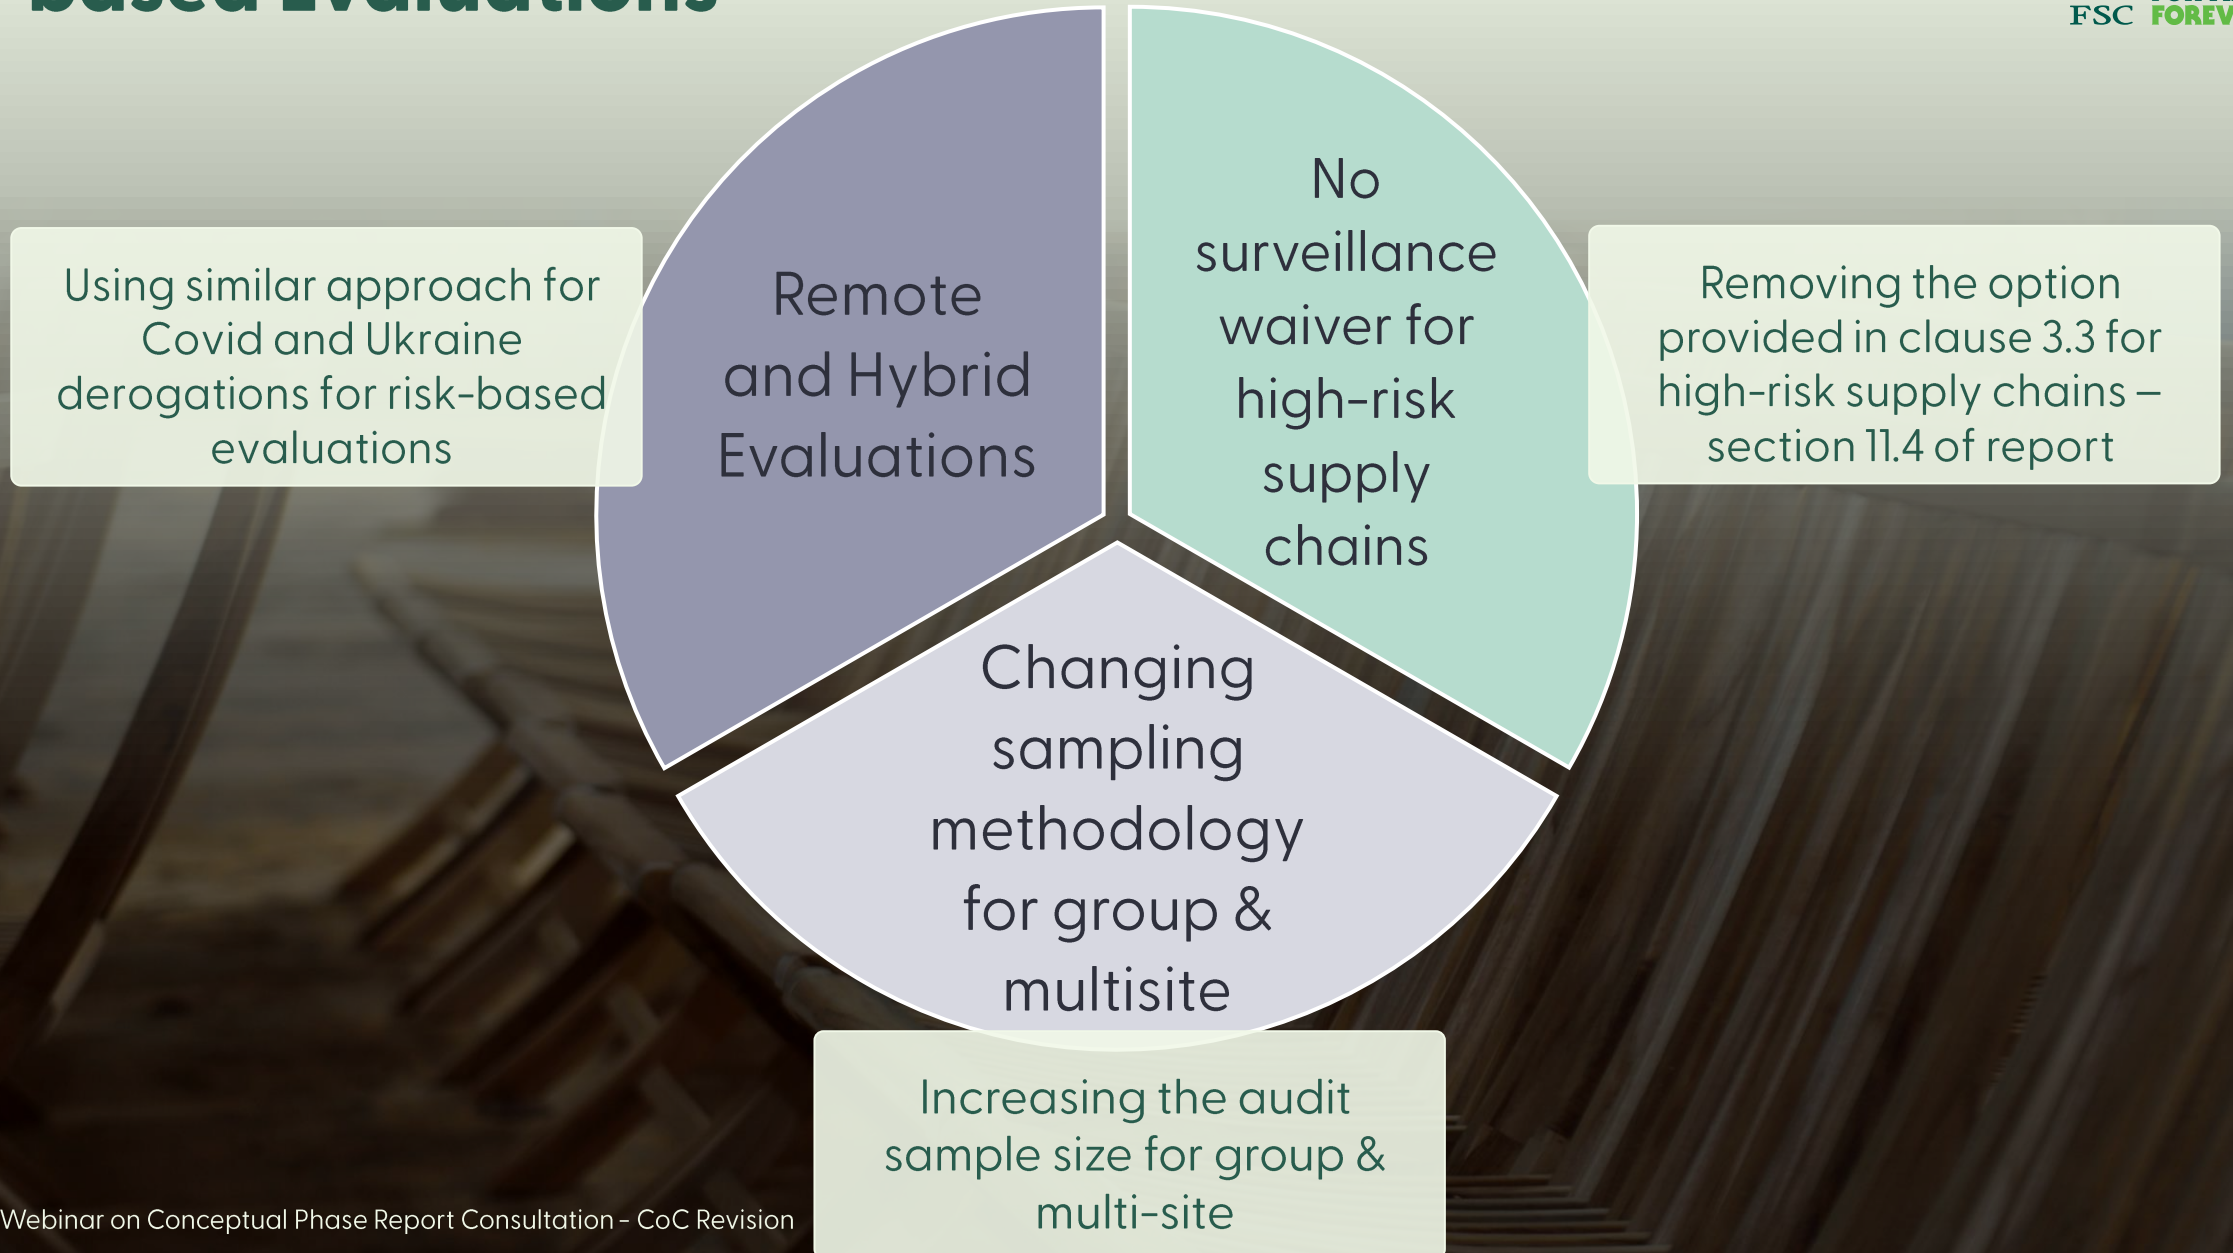 based Evaluations
FSC
Using similar approach for
Covid and Ukraine
derogations for risk-based
evaluations
Remote
and Hybrid
Evaluations
No
surveillance
waiver for
high-risk
supply
chains
Removing the option
provided in clause 3.3 for
high-risk supply chains –
section 11.4 of report
Changing
sampling
methodology
for group &
multisite
Increasing the audit
sample size for group &
multi-site
Webinar on Conceptual Phase Report Consultation - CoC Revision